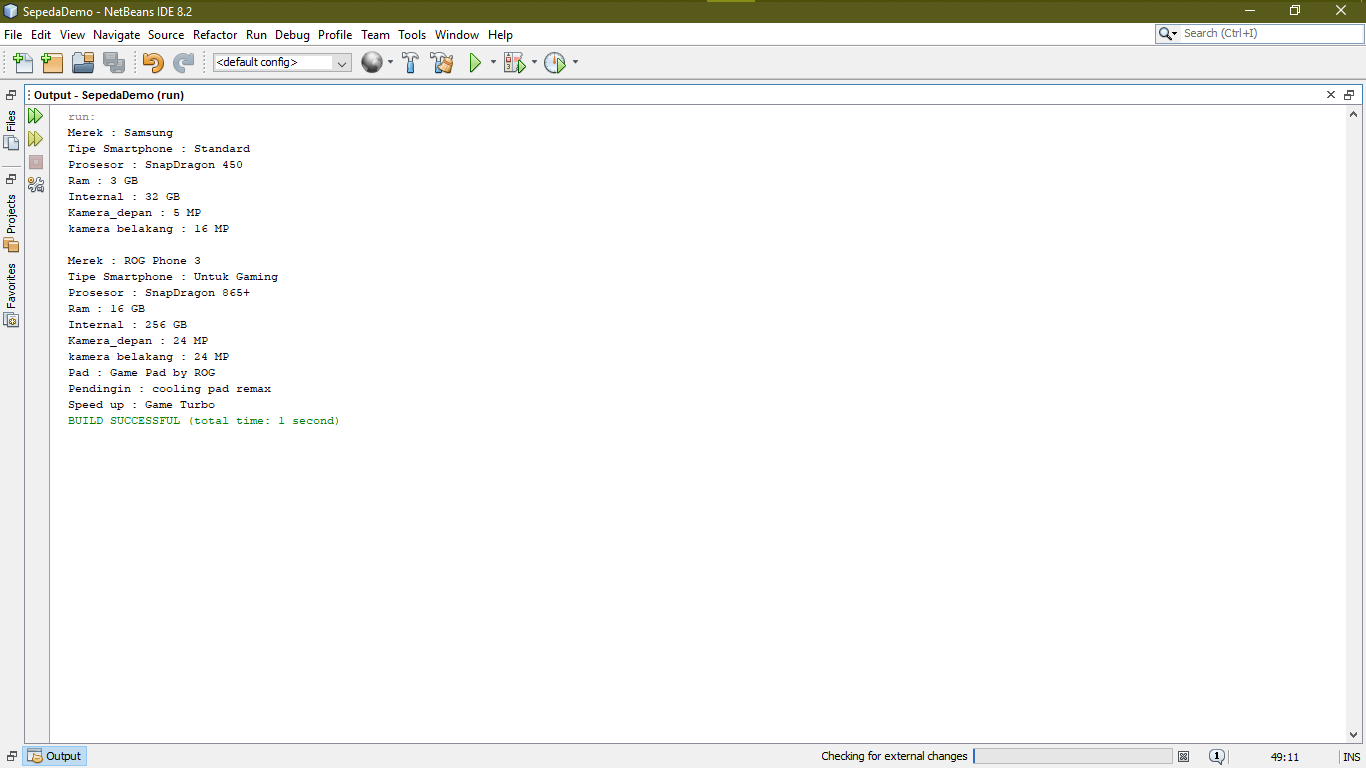 SepedaDemo - NetBeans IDE 8.2
File Edit View Navigate Source Refactor Run Debug Profile Team Tools Window Help
Search (Ctrl+I)
<default config>
Output - SepedaDemo (run)
Files
Projects
Favorites
run:
Merek : Samsung
Tipe Smartphone : Standard
Prosesor : SnapDragon 450
Ram : 3 GB
Internal : 32 GB
Kamera_depan : 5 MP
kamera belakang : 16 MP
Merek : ROG Phone 3
Tipe Smartphone : Untuk Gaming
Prosesor : SnapDragon 865+
Ram : 16 GB
Internal : 256 GB
Kamera_depan : 24 MP
kamera belakang : 24 MP
Pad : Game Pad by ROG
Pendingin : cooling pad remax
Speed up : Game Turbo
BUILD SUCCESSFUL (total time: 1 second)
Output
Checking for external changes
1
49:11
INS